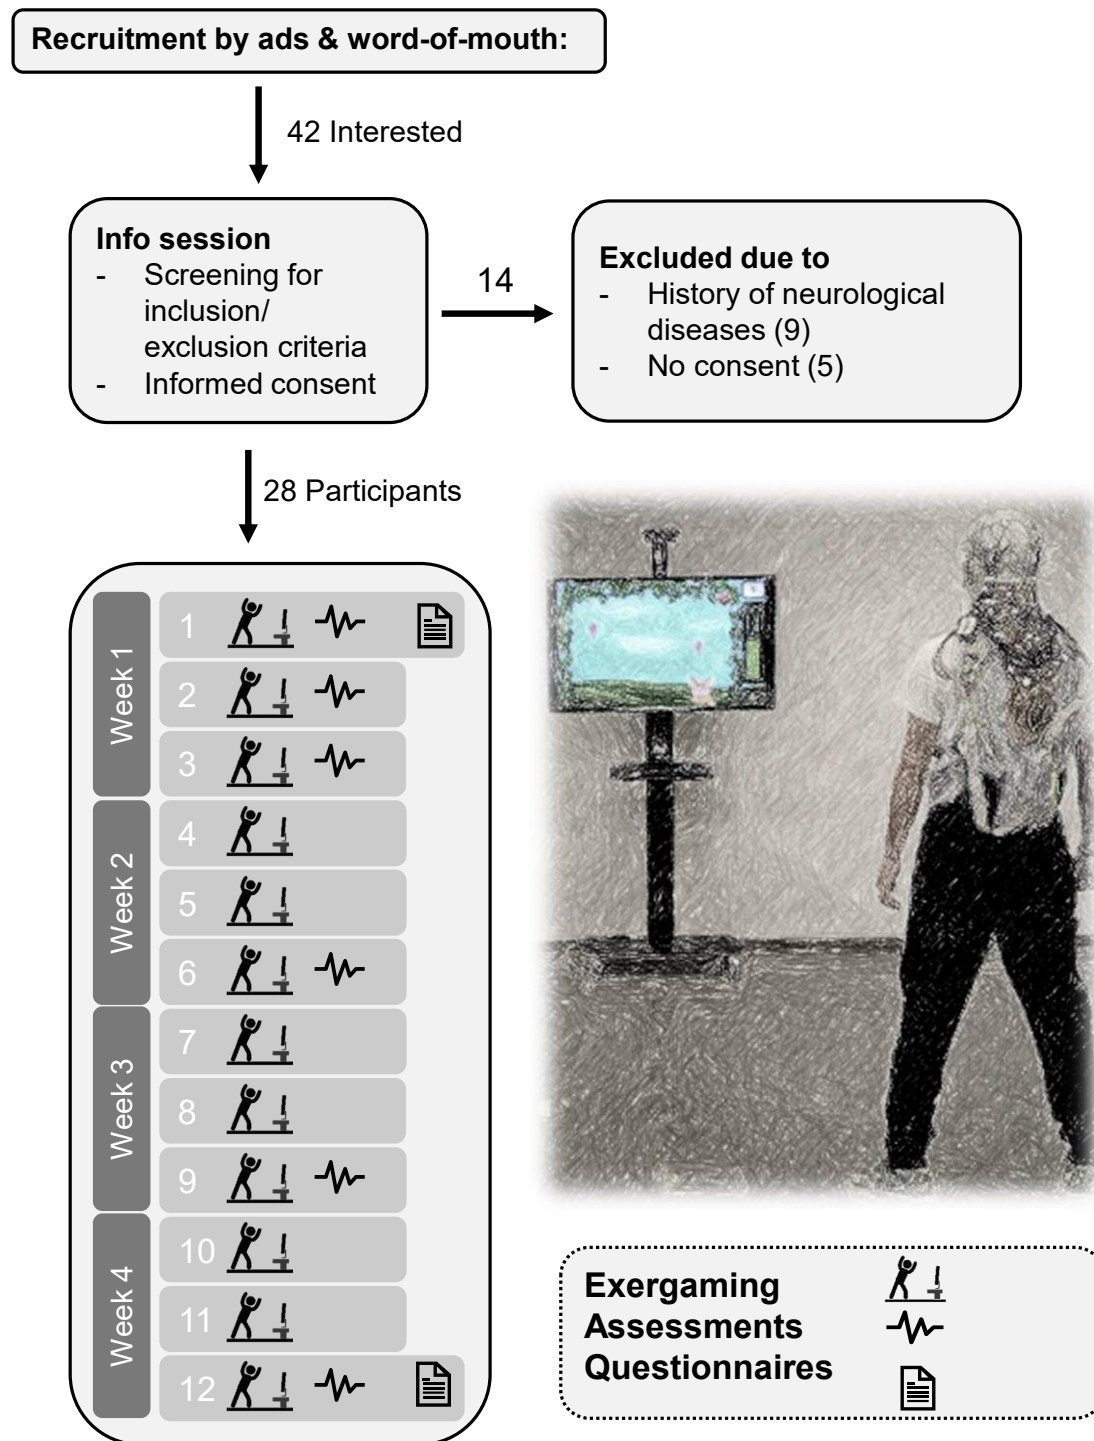 Recruitment by ads & word-of-mouth:
42 Interested
Info session
- Screening for
inclusion/
exclusion criteria
- Informed consent
14
Excluded due to
- History of neurological
diseases (9)
- No consent (5)
28 Participants
Week 1
1
2
3
Week 2
4
5
6
Week 3
7
8
9
Week 4
10
11
12
Exergaming
Assessments
Questionnaires